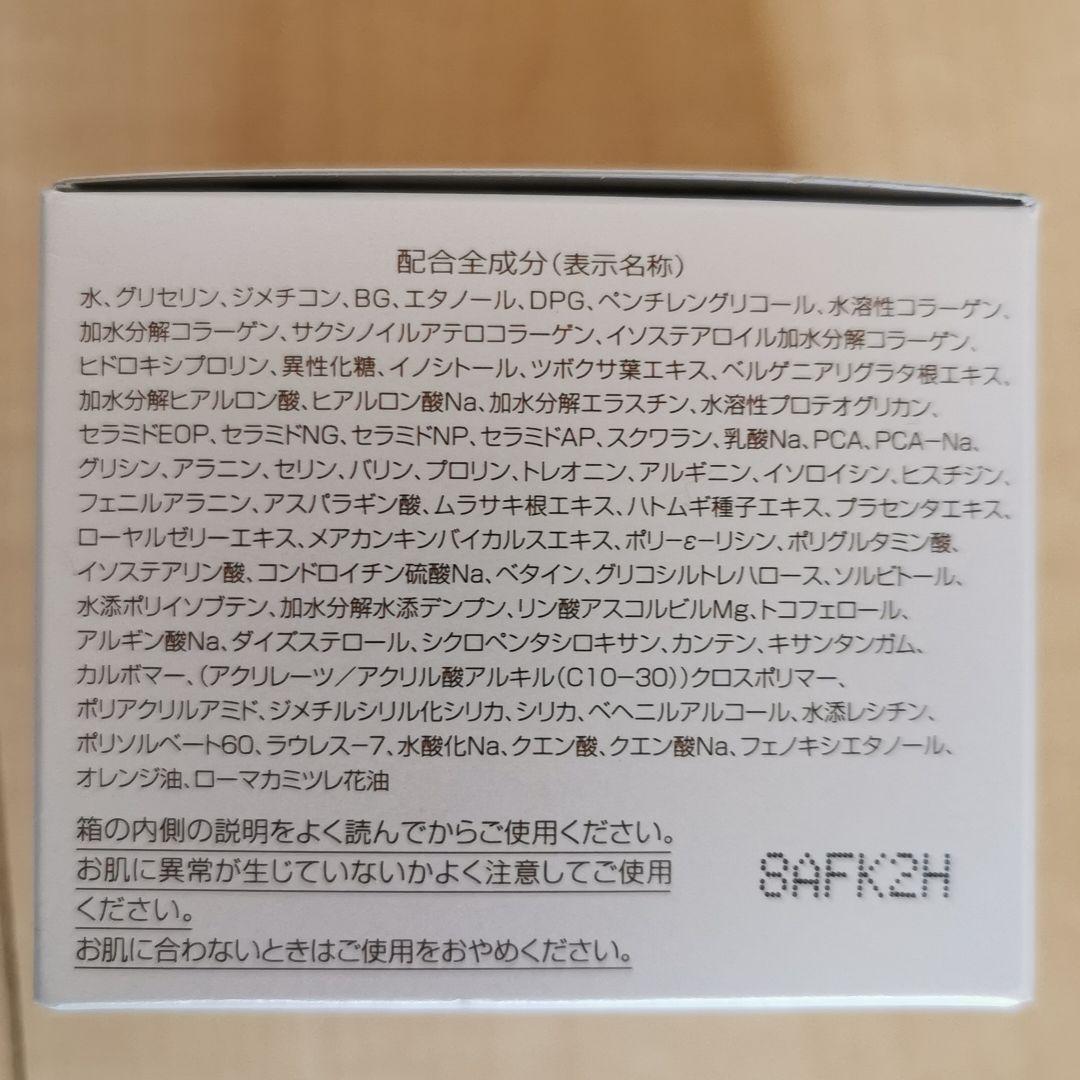 配合全成分(表示名称)
水、グリセリン、ジメチコン、BG、エタノール、DPG、ペンチレングリコール、水溶性コラーゲン、
加水分解コラーゲン、サクシノイルアテロコラーゲン、イソステアロイル加水分解コラーゲン、
ヒドロキシプロリン、異性化糖、イノシトール、ツボクサ葉エキス、ベルゲニアリグラタ根エキス、
加水分解ヒアルロン酸、ヒアルロン酸Na、加水分解エラスチン、水溶性プロテオグリカン、
セラミドEOP、セラミドNG、セラミドNP、セラミドAP、スクワラン、乳酸Na、PCA、PCA-Na、
グリシン、アラニン、セリン、バリン、プロリン、トレオニン、アルギニン、イソロイシン、ヒスチジン、
フェニルアラニン、アスパラギン酸、ムラサキ根エキス、ハトムギ種子エキス、プラセンタエキス、
ローヤルゼリーエキス、メアカンキンバイカルスエキス、ポリ-ε-リシン、ポリグルタミン酸、
イソステアリン酸、コンドロイチン硫酸Na、ベタイン、グリコシルトレハロース、ソルビトール、
水添ポリイソブテン、加水分解水添デンプン、リン酸アスコルビルMg、トコフェロール、
アルギン酸Na、ダイズステロール、シクロペンタシロキサン、カンテン、キサンタンガム、
カルボマー、(アクリレーツ/アクリル酸アルキル(C10-30))クロスポリマー、
ポリアクリルアミド、ジメチルシリル化シリカ、シリカ、ベヘニルアルコール、水添レシチン、
ポリソルベート60、ラウレス-7、水酸化Na、クエン酸、クエン酸Na、フェノキシエタノール、
オレンジ油、ローマカミツレ花油
箱の内側の説明をよく読んでからご使用ください。
お肌に異常が生じていないかよく注意してご使用
ください。
お肌に合わないときはご使用をおやめください。
8AFK2H